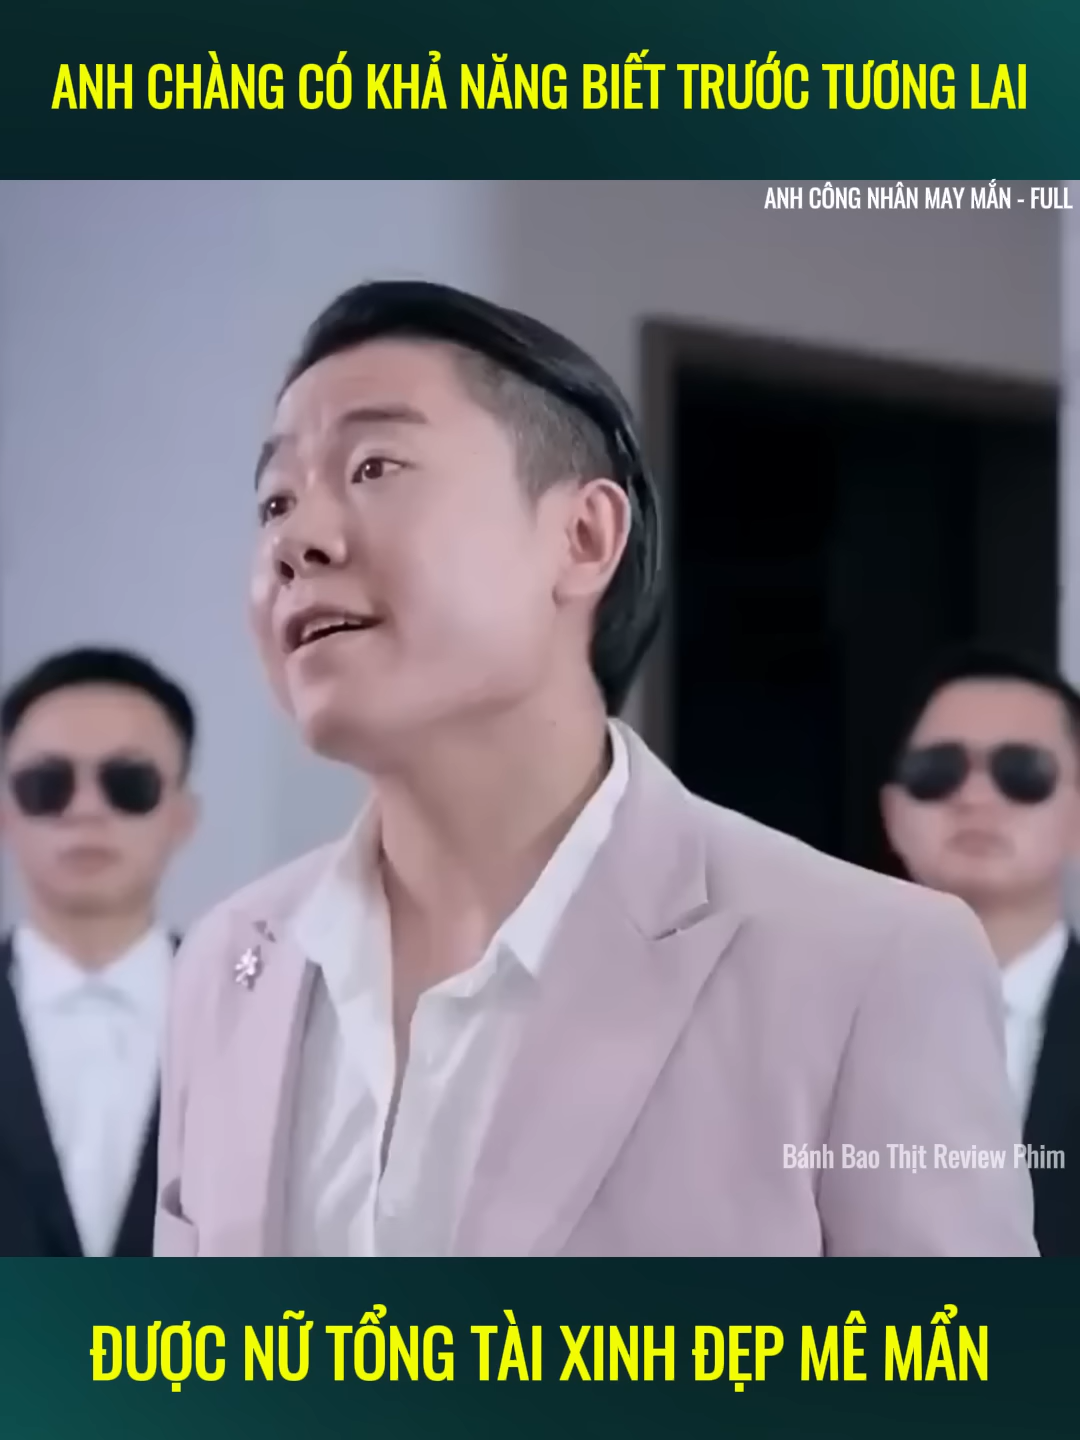 ANH CHÀNG CÓ KHẢ NĂNG BIẾT TRƯỚC TƯƠNG LAI
ANH CÔNG NHÂN MAY MẮN - FULL
Bánh Bao Thịt Review Phim
ĐƯỢC NỮ TỔNG TÀI XINH ĐẸP MÊ MẨN